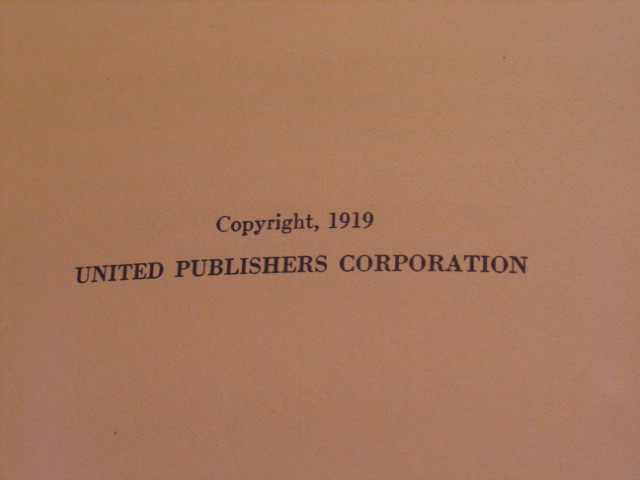 Copyright, 1919
UNITED PUBLISHERS CORPORATION